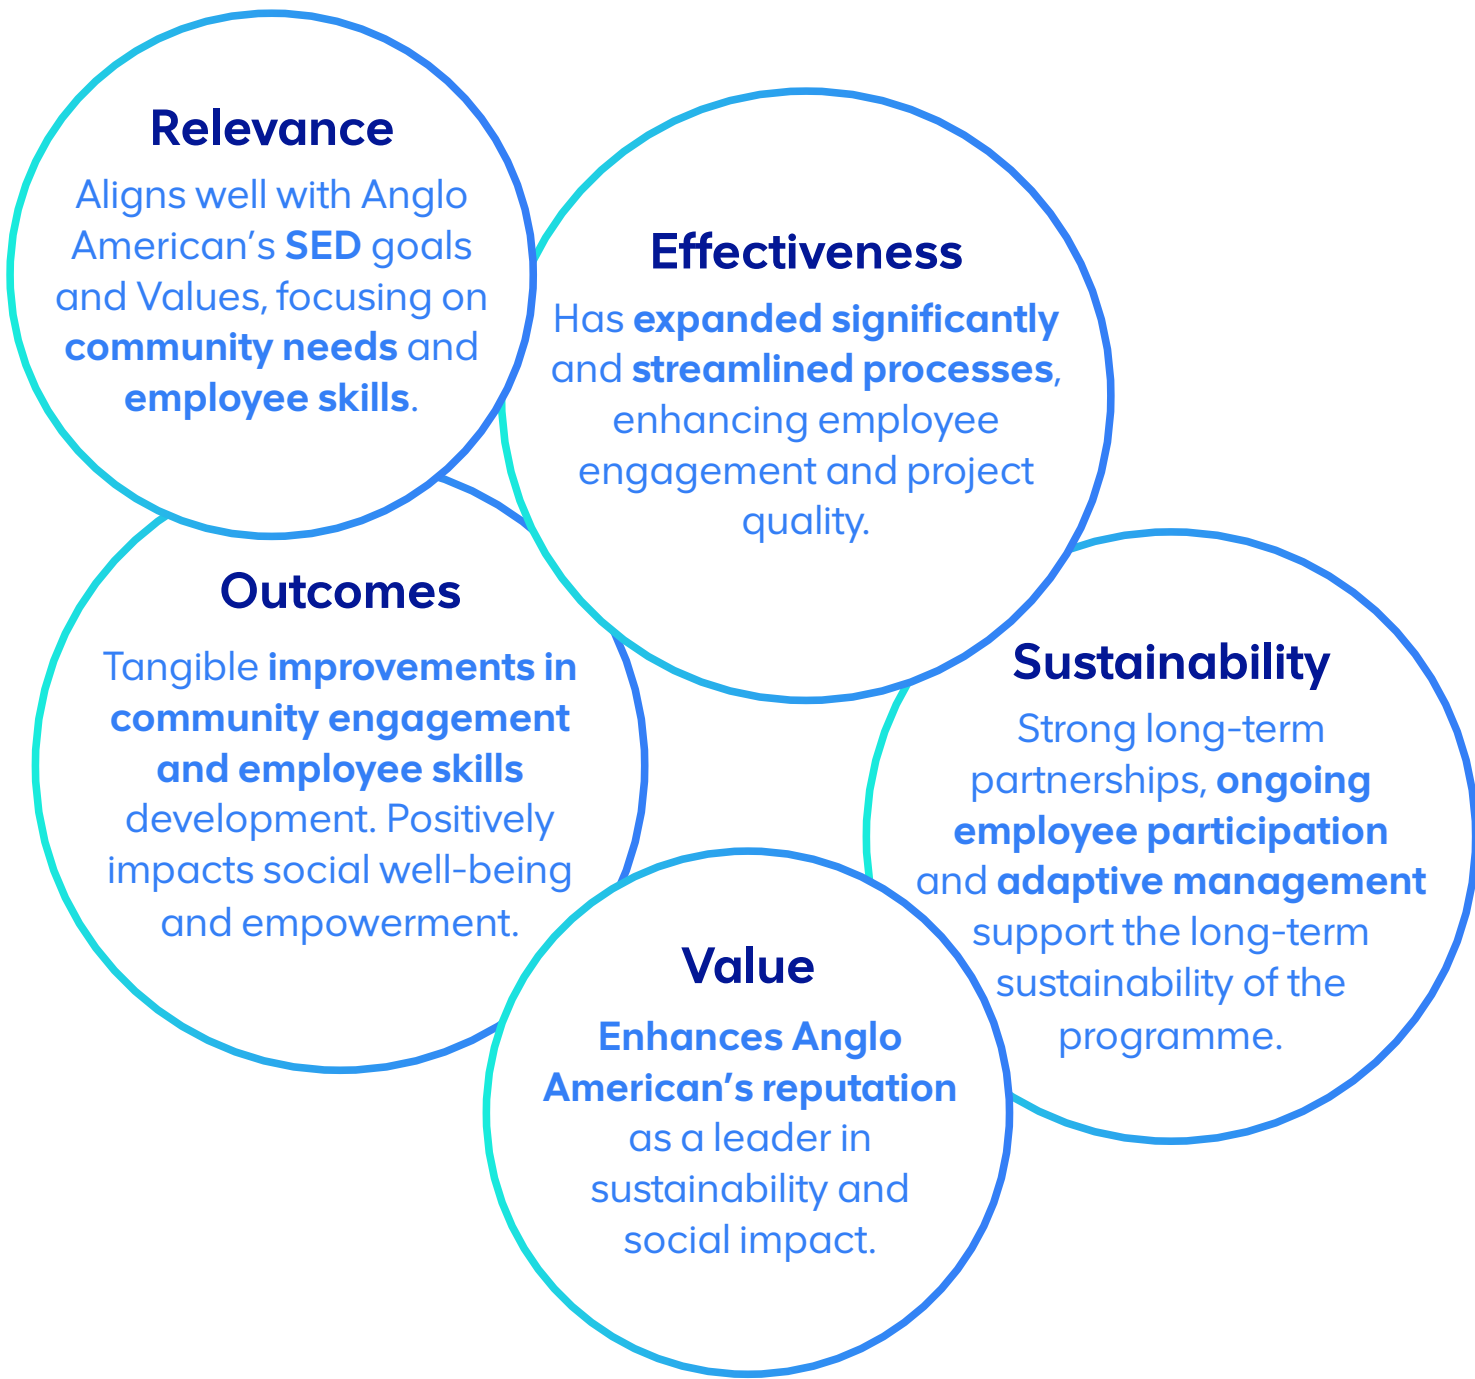 Relevance
Aligns well with Anglo
American’s SED goals
and Values, focusing on
community needs and
employee skills.
Effectiveness
Has expanded significantly
and streamlined processes,
enhancing employee
engagement and project
quality.
Outcomes
Tangible improvements in
community engagement
and employee skills
development. Positively
impacts social well-being
and empowerment.
Sustainability
Strong long-term
partnerships, ongoing
employee participation
and adaptive management
support the long-term
sustainability of the
programme.
Value
Enhances Anglo
American’s reputation
as a leader in
sustainability and
social impact.